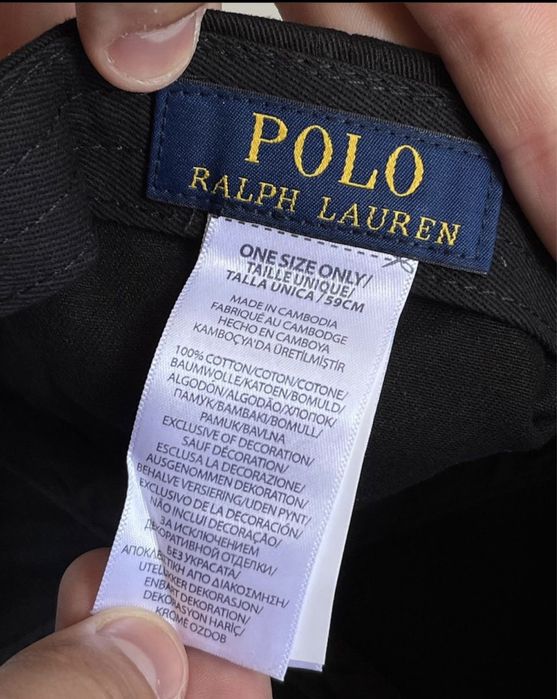 POLO
RALPH LAUREN
ONE SIZE ONLY/
TAILLE UNIQUE/
TALLA UNICA / 59CM
MADE IN CAMBODIA
FABRIQUÉ AU CAMBODGE
HECHO EN CAMBOYA
KAMBOÇYA'DA ÜRETİLMİŞTİR
100% COTTON/COTON/COTONE/
BAUMWOLLE/KATOEN/BOMULD/
ALGODÓN/ALGODÃO/ХЛОПОК/
ПАМУК/ΒΑΜΒΑΚΙ/BOMULL/
PAMUK/BAVLNA
EXCLUSIVE OF DECORATION/
SAUF DÉCORATION/
ESCLUSA LA DECORAZIONE/
AUSGENOMMEN DEKORATION/
BEHALVE VERSIERING/UDEN PYNT/
EXCLUSIVO DE LA DECORACIÓN/
NÃO INCLUI DECORAÇÃO/
ЗА ИСКЛЮЧЕНИЕМ
ДЕКОРАТИВНОЙ ОТДЕЛКИ/
БЕЗ УКРАСАТА/
ΑΠΟΚΛΕΙΣΤΙΚΗ ΑΠΟ ΔΙΑΚΟΣΜΗΣΗ/
UTELUKKER DEKORASJON/
ENBART DEKORATION/
DEKORASYON HARİÇ/
KROMĚ OZDOB